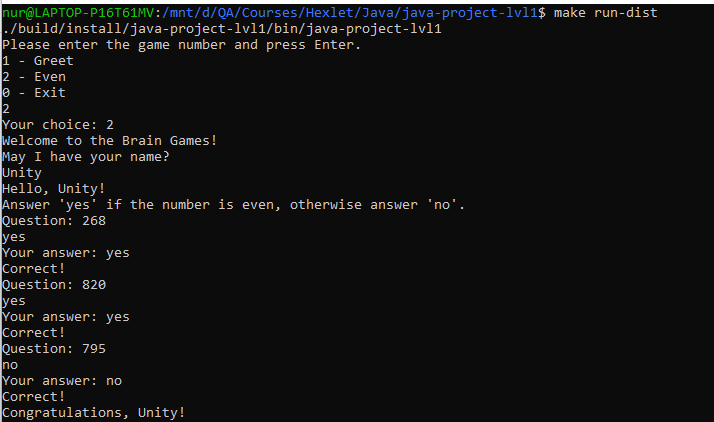 nur@LAPTOP-P16T61MV:/mnt/d/QA/Courses/Hexlet/Java/java-project-lvl1$ make run-dist
./build/install/java-project-lvl1/bin/java-project-lvl1
Please enter the game number and press Enter.
1 - Greet
2 - Even
0 - Exit
2
Your choice: 2
Welcome to the Brain Games!
May I have your name?
Unity
Hello, Unity!
Answer 'yes' if the number is even, otherwise answer 'no'.
Question: 268
yes
Your answer: yes
Correct!
Question: 820
yes
Your answer: yes
Correct!
Question: 795
no
Your answer: no
Correct!
Congratulations, Unity!